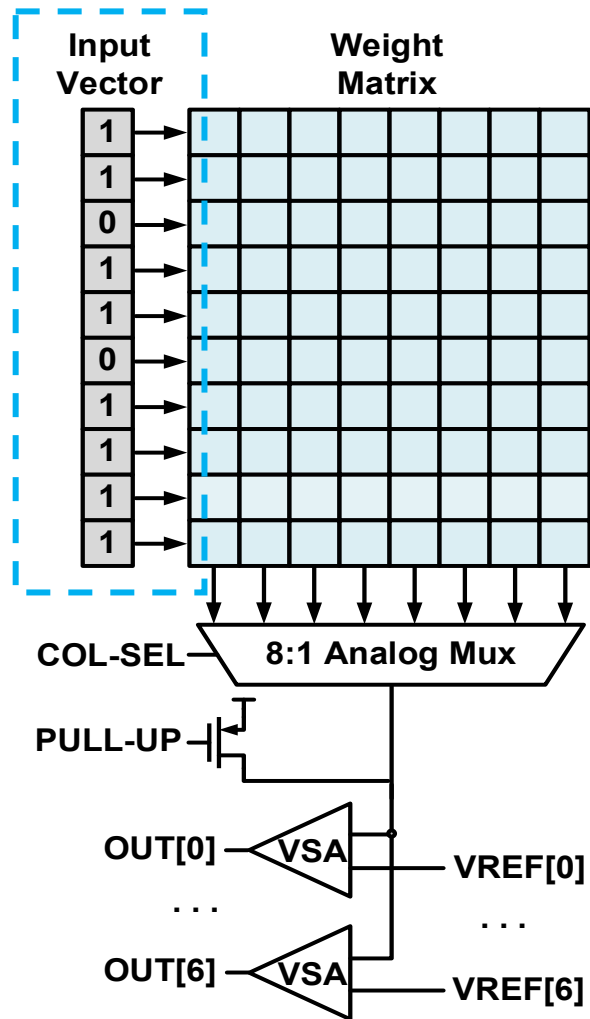 Input Vector
Weight Matrix
1
1
0
1
1
0
1
1
1
1
COL-SEL
8:1 Analog Mux
PULL-UP
OUT[0]
VSA
VREF[0]
. . .
. . .
OUT[6]
VSA
VREF[6]